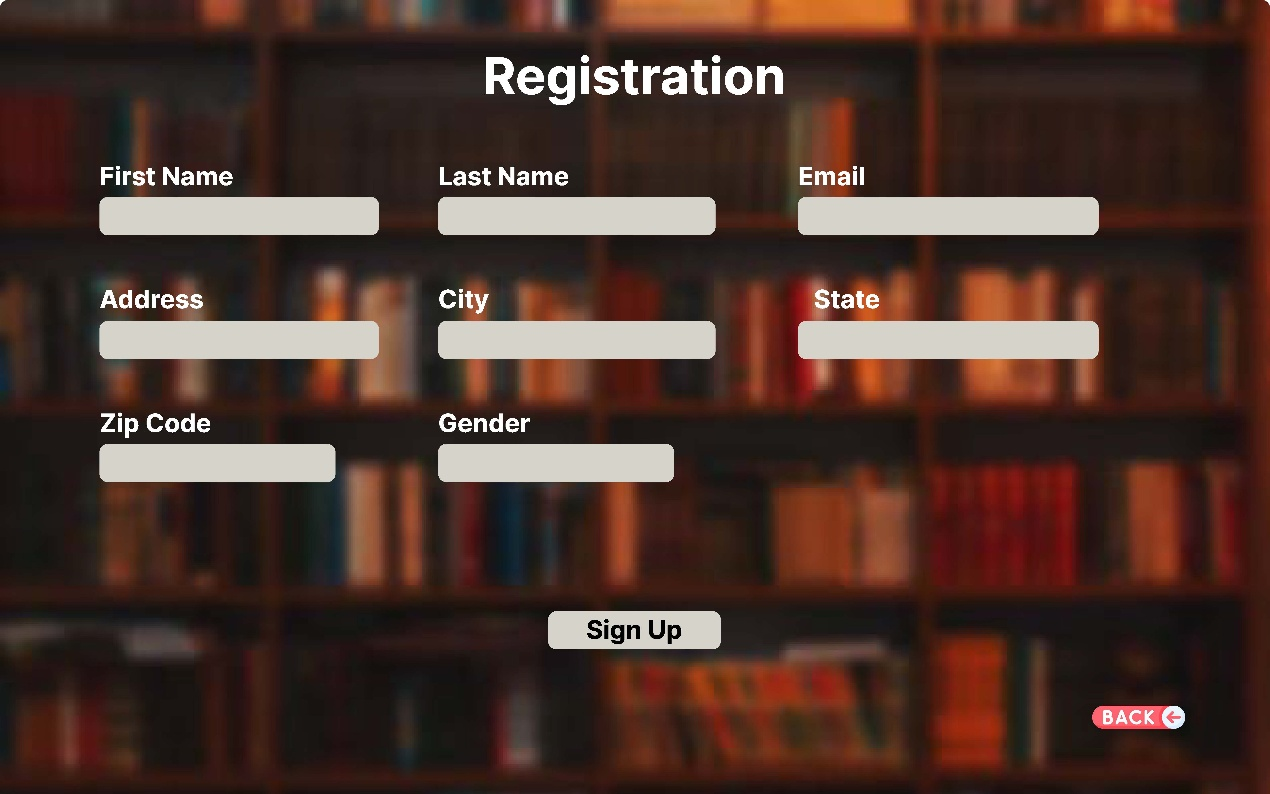 Registration
First Name
Last Name
Email
Address
City
State
Zip Code
Gender
Sign Up
BACK